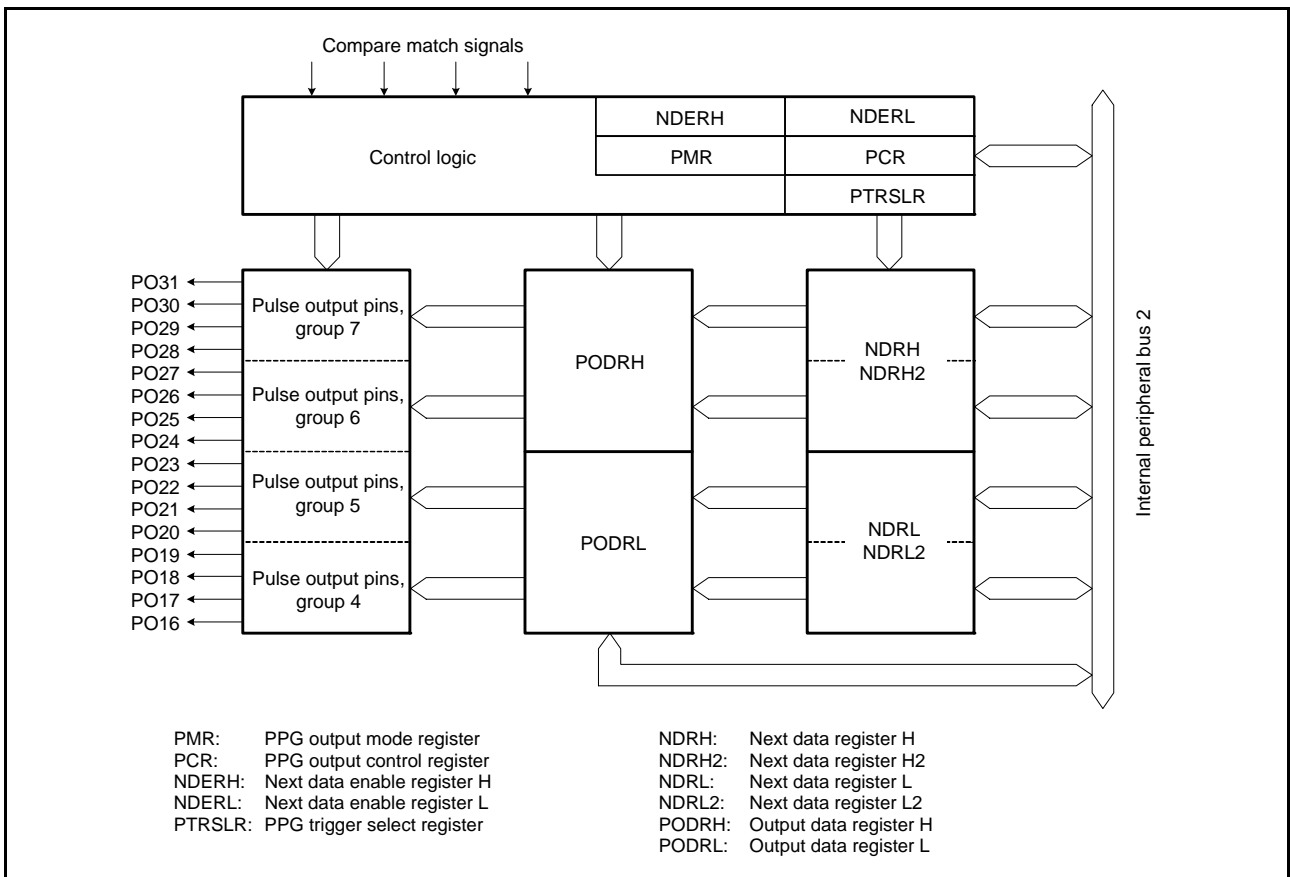 Compare match signals
Control logic
NDERH
NDERL
PMR
PCR
PTRSLR
PO31
PO30
PO29
PO28
PO27
PO26
PO25
PO24
PO23
PO22
PO21
PO20
PO19
PO18
PO17
PO16
Pulse output pins,
group 7
Pulse output pins,
group 6
Pulse output pins,
group 5
Pulse output pins,
group 4
PODRH
PODRL
NDRH
NDRH2
NDRL
NDRL2
Internal peripheral bus 2
PMR: PPG output mode register
PCR: PPG output control register
NDERH: Next data enable register H
NDERL: Next data enable register L
PTRSLR: PPG trigger select register
NDRH: Next data register H
NDRH2: Next data register H2
NDRL: Next data register L
NDRL2: Next data register L2
PODRH: Output data register H
PODRL: Output data register L